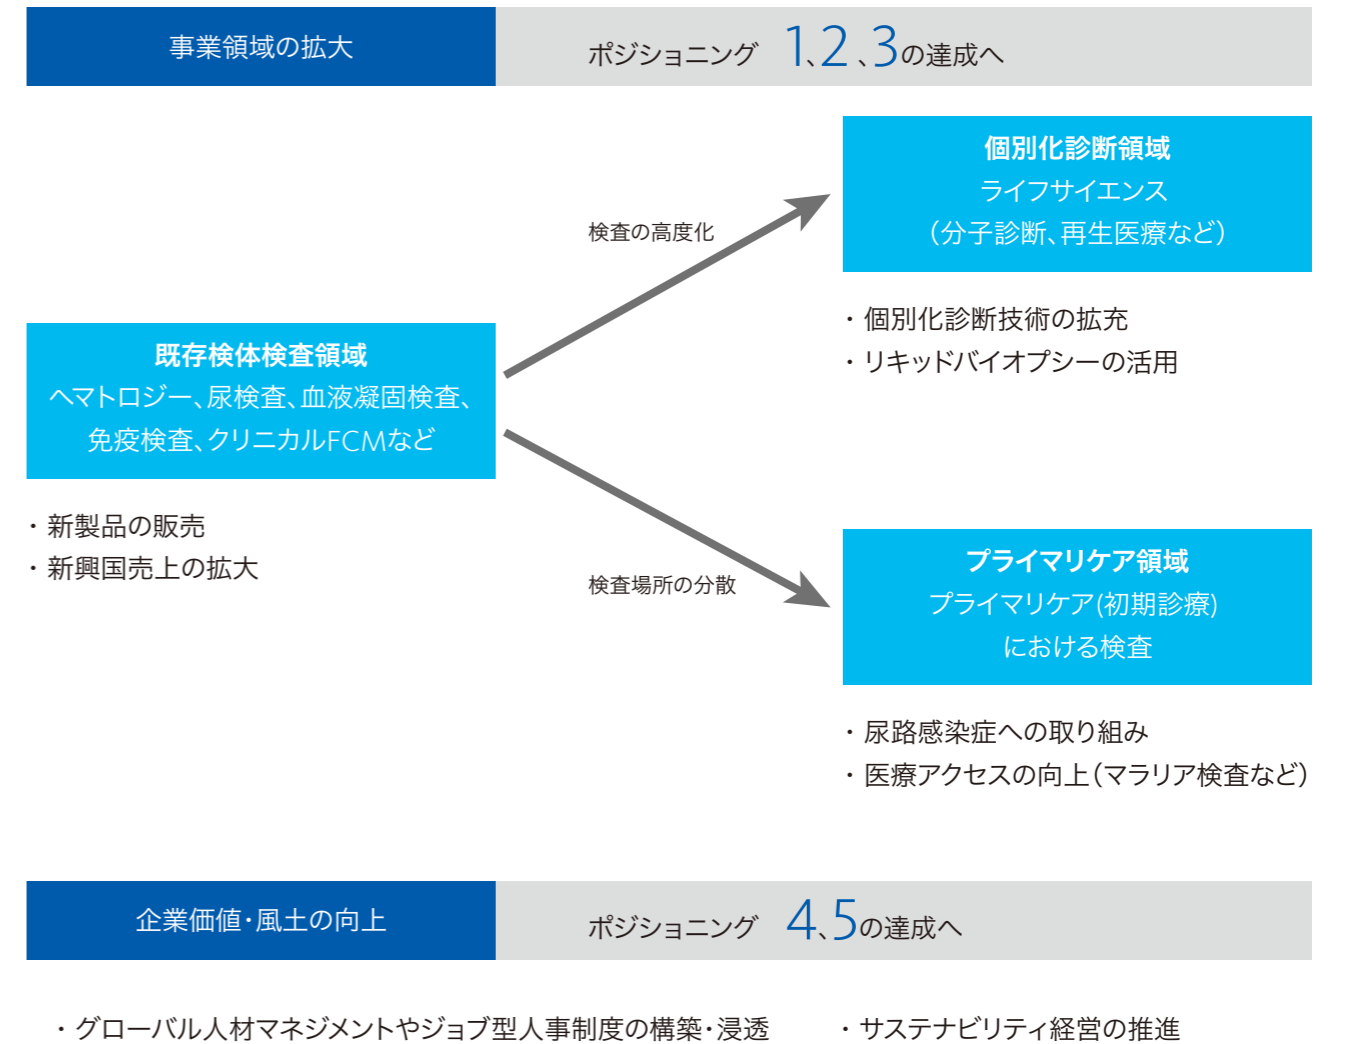 事業領域の拡大
ポジショニング 1、2、3の達成へ
個別化診断領域
ライフサイエンス
（分子診断、再生医療など）
検査の高度化
・個別化診断技術の拡充
・リキッドバイオプシーの活用
既存検体検査領域
ヘマトロジー、尿検査、血液凝固検査、
免疫検査、クリニカルFCMなど
・新製品の販売
・新興国売上の拡大
検査場所の分散
プライマリケア領域
プライマリケア(初期診療)
における検査
・尿路感染症への取り組み
・医療アクセスの向上（マラリア検査など）
企業価値・風土の向上
ポジショニング 4、5の達成へ
・グローバル人材マネジメントやジョブ型人事制度の構築・浸透
・サステナビリティ経営の推進